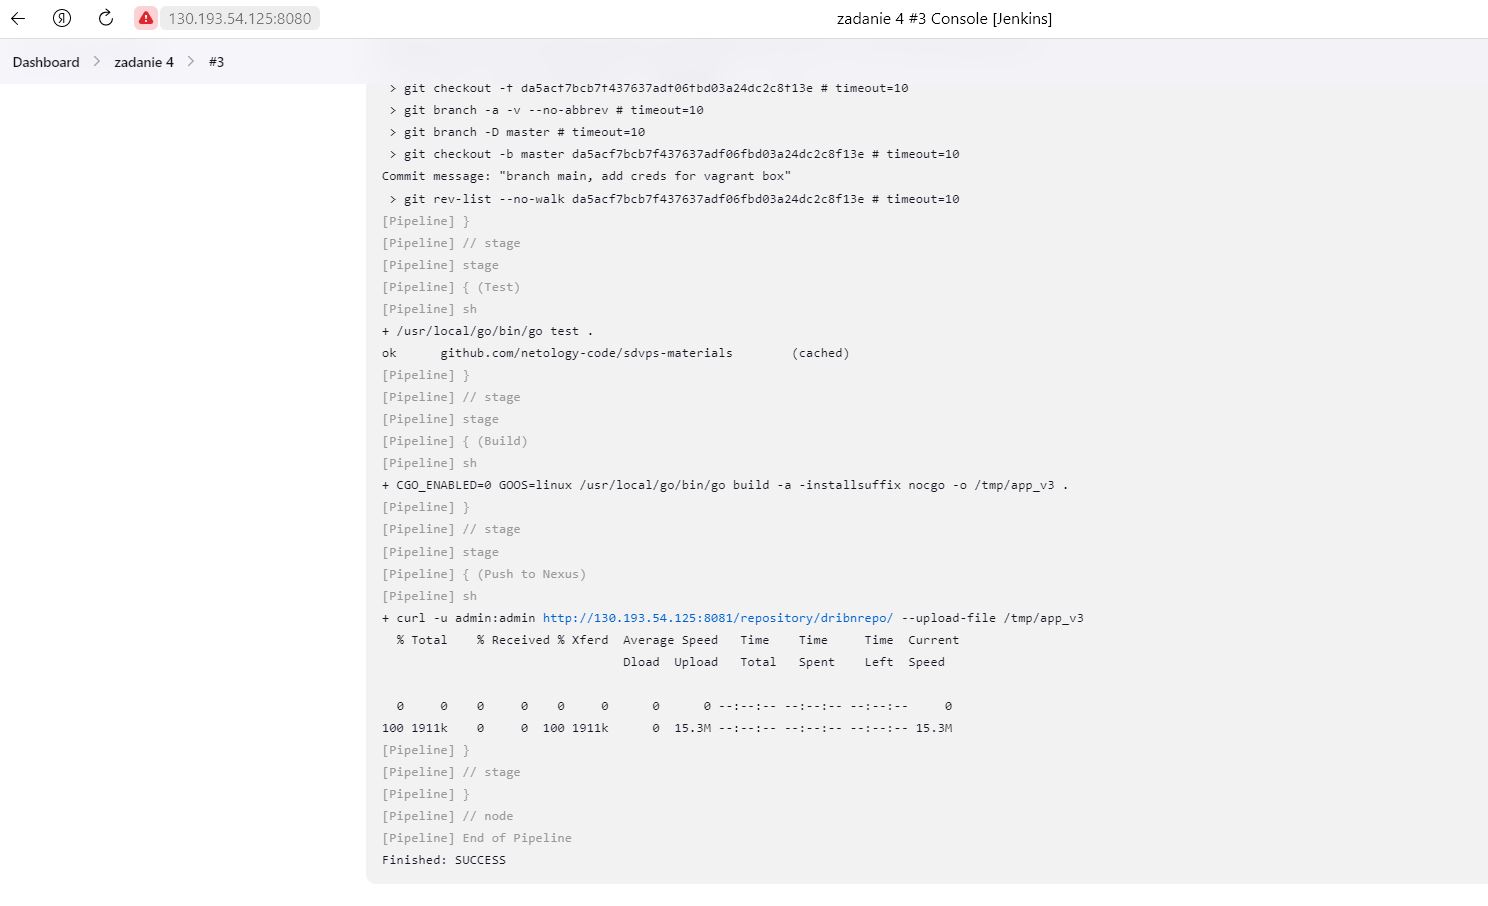 130.193.54.125:8080
zadanie 4 #3 Console [Jenkins]
Dashboard > zadanie 4 > #3
> git checkout -f da5acf7bcb7f437637adf06fbd03a24dc2c8f13e # timeout=10
> git branch -a -v --no-abbrev # timeout=10
> git branch -D master # timeout=10
> git checkout -b master da5acf7bcb7f437637adf06fbd03a24dc2c8f13e # timeout=10
Commit message: "branch main, add creds for vagrant box"
> git rev-list --no-walk da5acf7bcb7f437637adf06fbd03a24dc2c8f13e # timeout=10
[Pipeline] }
[Pipeline] // stage
[Pipeline] stage
[Pipeline] { (Test)
[Pipeline] sh
+ /usr/local/go/bin/go test .
ok github.com/netology-code/sdvps-materials (cached)
[Pipeline] }
[Pipeline] // stage
[Pipeline] stage
[Pipeline] { (Build)
[Pipeline] sh
+ CGO_ENABLED=0 GOOS=linux /usr/local/go/bin/go build -a -installsuffix nocgo -o /tmp/app_v3 .
[Pipeline] }
[Pipeline] // stage
[Pipeline] stage
[Pipeline] { (Push to Nexus)
[Pipeline] sh
+ curl -u admin:admin http://130.193.54.125:8081/repository/dribnrepo/ --upload-file /tmp/app_v3
% Total % Received % Xferd Average Speed Time Time Time Current
Dload Upload Total Spent Left Speed
0 0 0 0 0 0 0 0 --:--:-- --:--:-- --:--:-- 0
100 1911k 0 0 100 1911k 0 15.3M --:--:-- --:--:-- --:--:-- 15.3M
[Pipeline] }
[Pipeline] // stage
[Pipeline] }
[Pipeline] // node
[Pipeline] End of Pipeline
Finished: SUCCESS